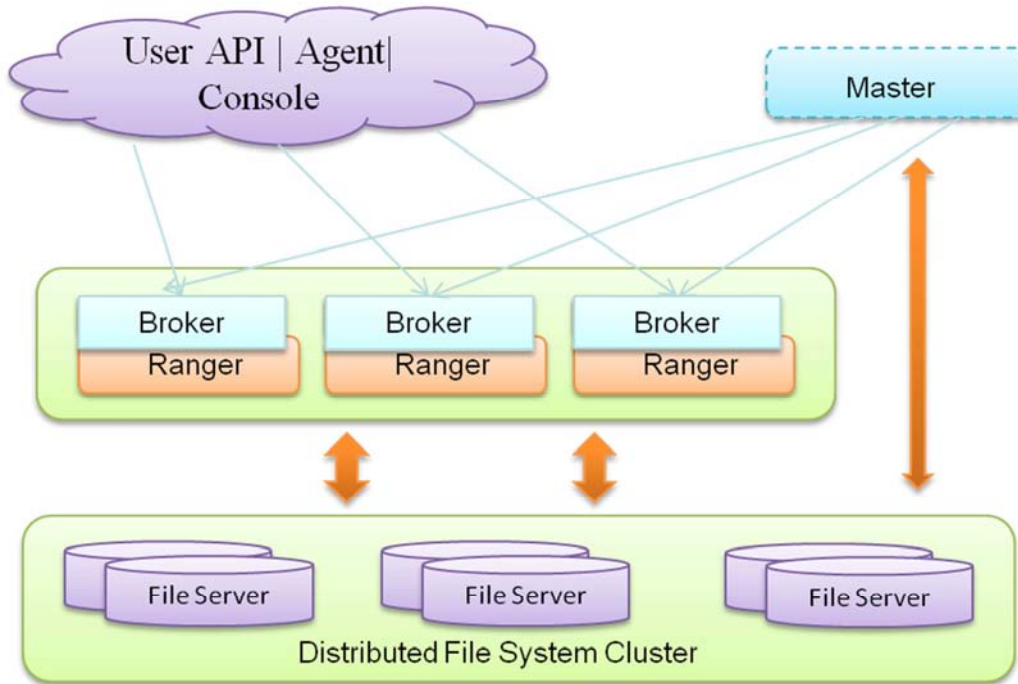 User API | Agent|
Console
Master
Broker
Broker
Broker
Ranger
Ranger
Ranger
File Server
File Server
File Server
Distributed File System Cluster